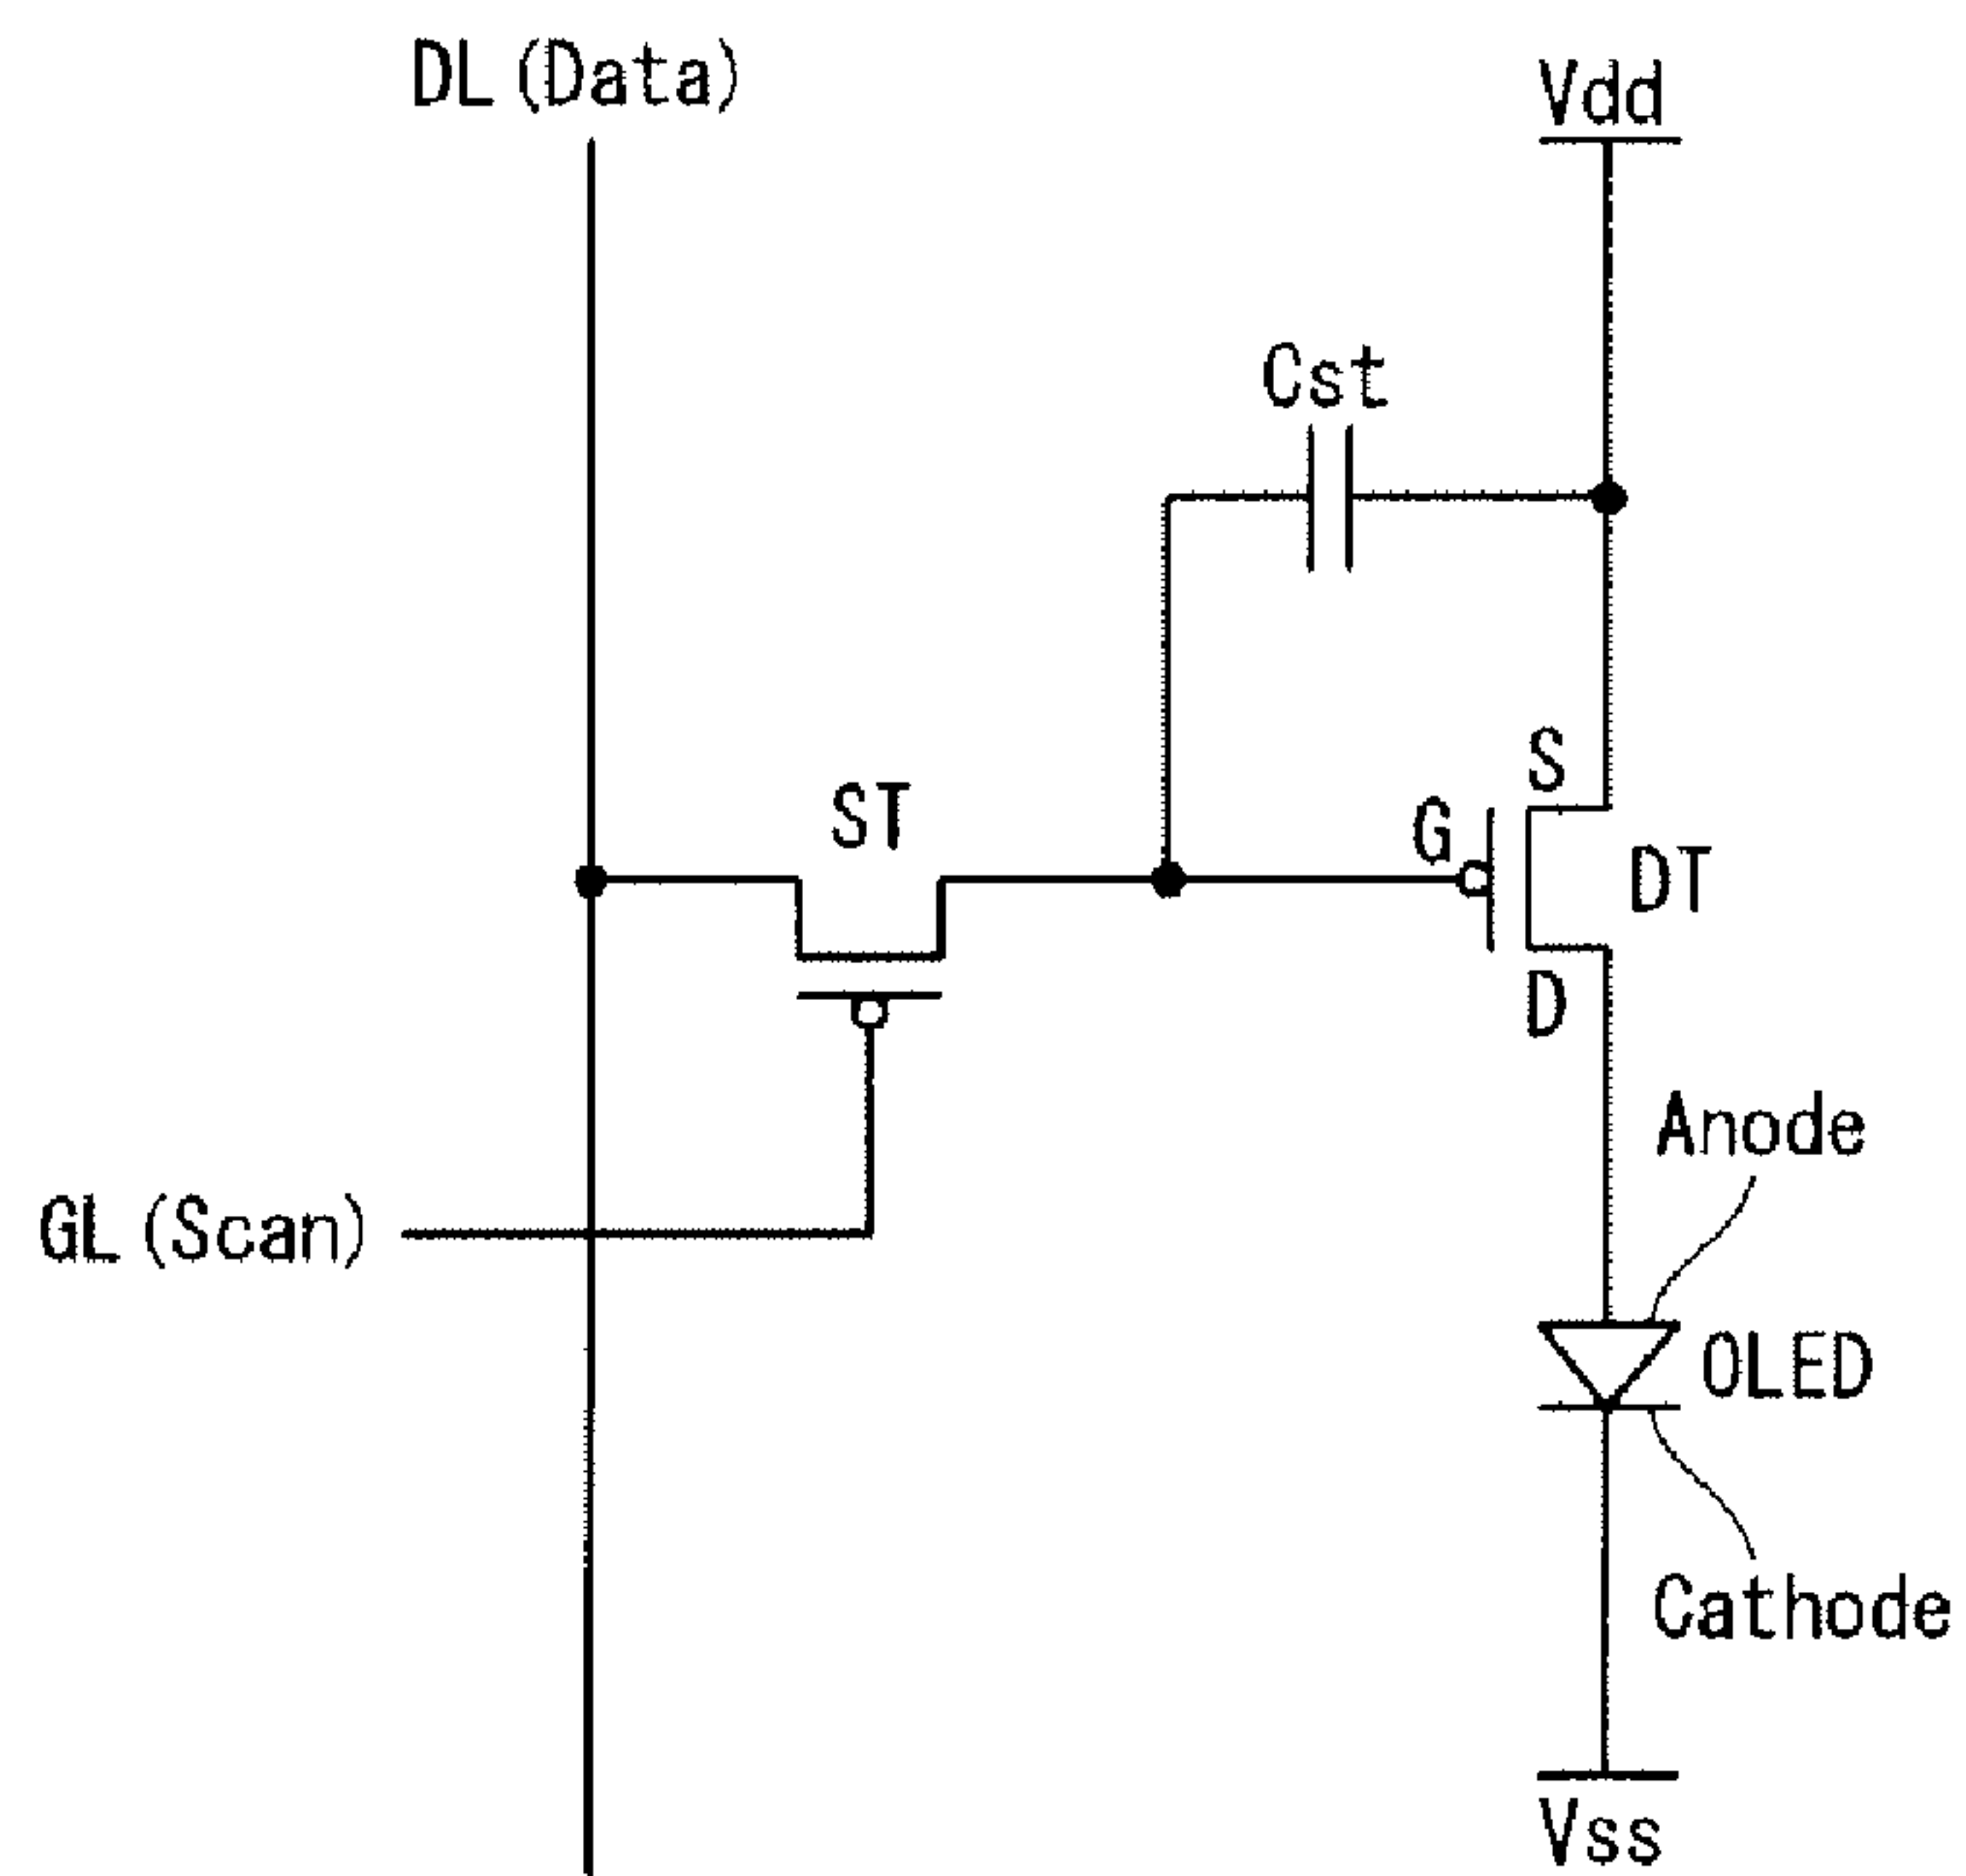 DL(Data)
Vdd
Cst
S
ST
G
DT
D
Anode
GL(Scan)
OLED
Cathode
Vss